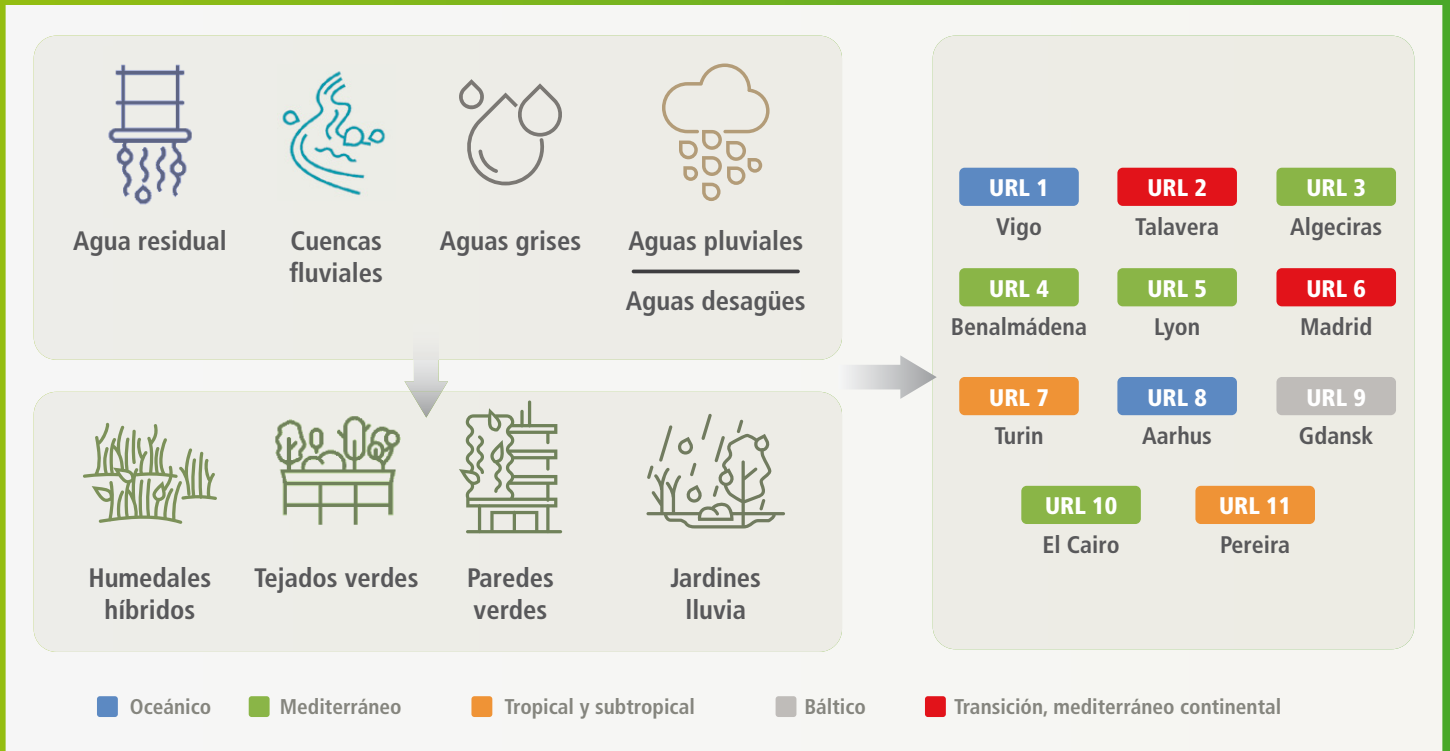 Agua residual
Cuencas
fluviales
Aguas grises
Aguas pluviales
Aguas desagües
Humedales
híbridos
Tejados verdes
Paredes
verdes
Jardines
lluvia
URL 1
Vigo
URL 2
Talavera
URL 3
Algeciras
URL 4
Benalmádena
URL 5
Lyon
URL 6
Madrid
URL 7
Turin
URL 8
Aarhus
URL 9
Gdansk
URL 10
El Cairo
URL 11
Pereira
Oceánico
Mediterráneo
Tropical y subtropical
Báltico
Transición, mediterráneo continental